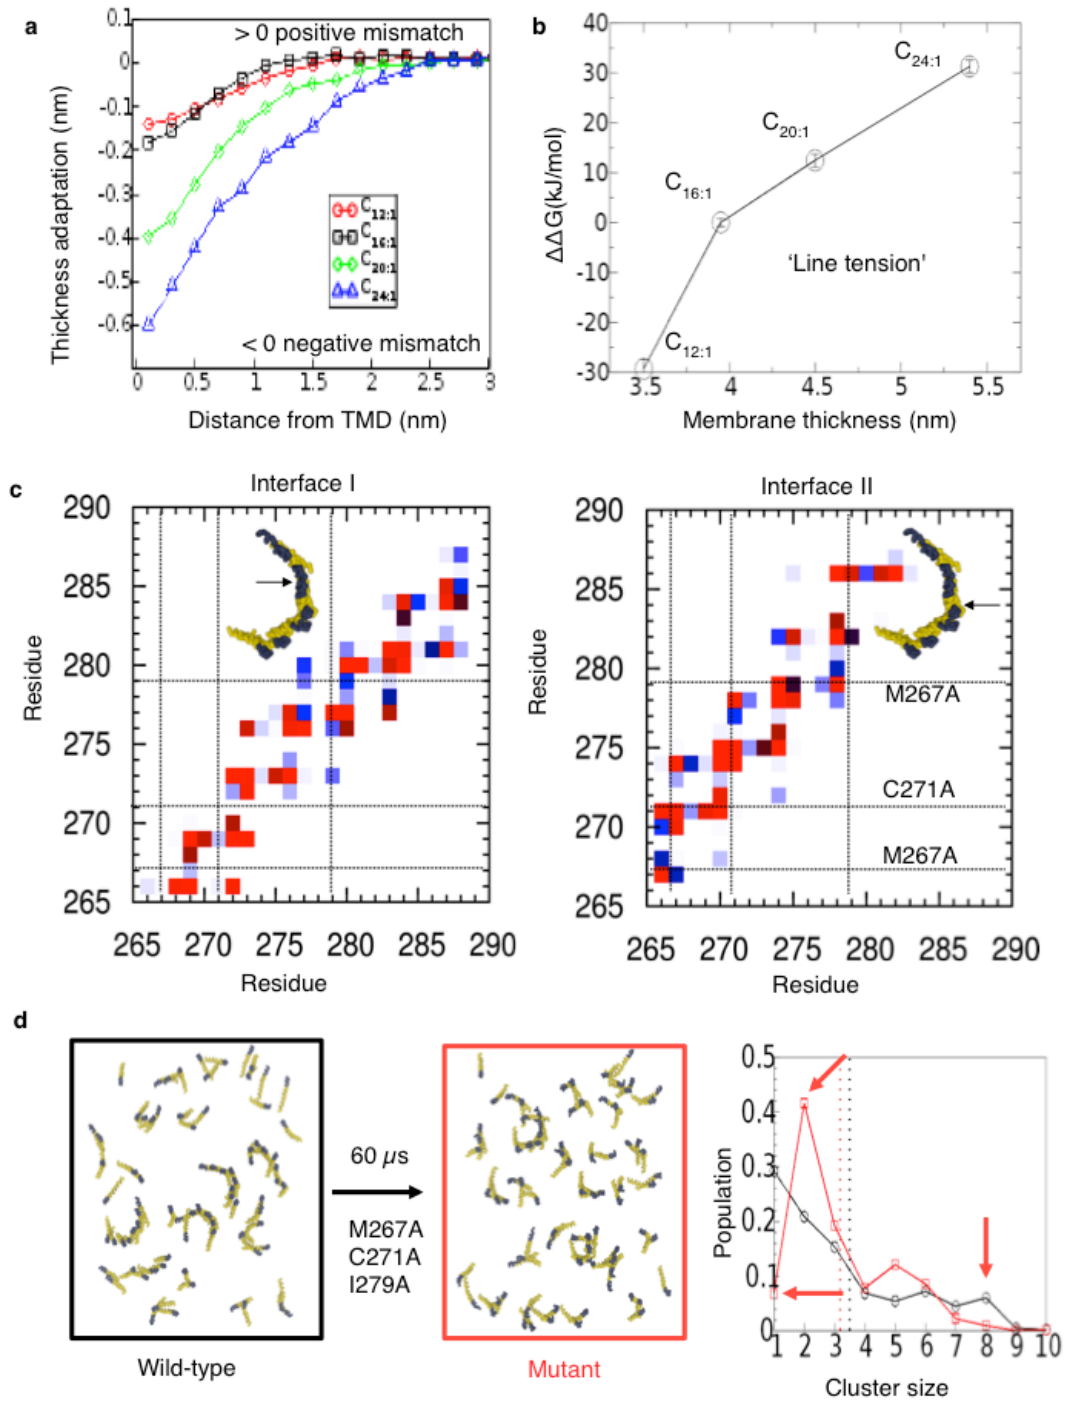 a
> 0 positive mismatch
0.1
0
-0.1
-0.2
-0.3
-0.4
-0.5
-0.6
Thickness adaptation (nm)
C12:1
C16:1
C20:1
C24:1
< 0 negative mismatch
0 0.5 1 1.5 2 2.5 3
Distance from TMD (nm)
b
40
30
20
10
0
-10
-20
-30
ΔΔG(kJ/mol)
C24:1
C20:1
C16:1
'Line tension'
C12:1
3.5 4 4.5 5 5.5
Membrane thickness (nm)
c
Interface I
290
285
280
275
270
265
Residue
265 270 275 280 285 290
Residue
Interface II
290
285
280
275
270
265
Residue
M267A
C271A
M267A
265 270 275 280 285 290
Residue
d
60 µs
M267A
C271A
I279A
Wild-type
Mutant
0.5
0.4
0.3
0.2
0.1
0
Population
1 2 3 4 5 6 7 8 9 10
Cluster size